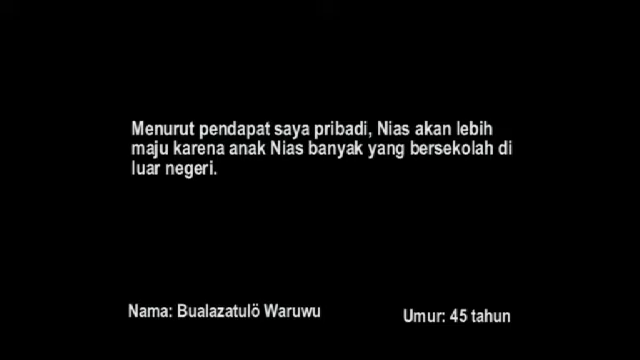 Menurut pendapat saya pribadi, Nias akan lebih
maju karena anak Nias banyak yang bersekolah di
luar negeri.
Nama: Bualazatulö Waruwu
Umur: 45 tahun